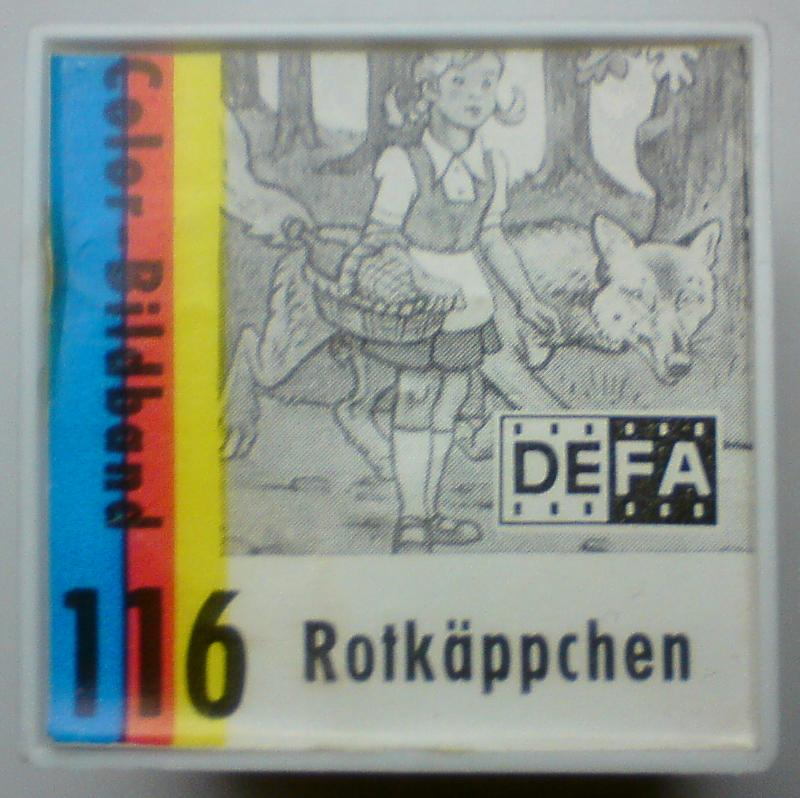 Color-Bildband
DEFA
116
Rotkäppchen